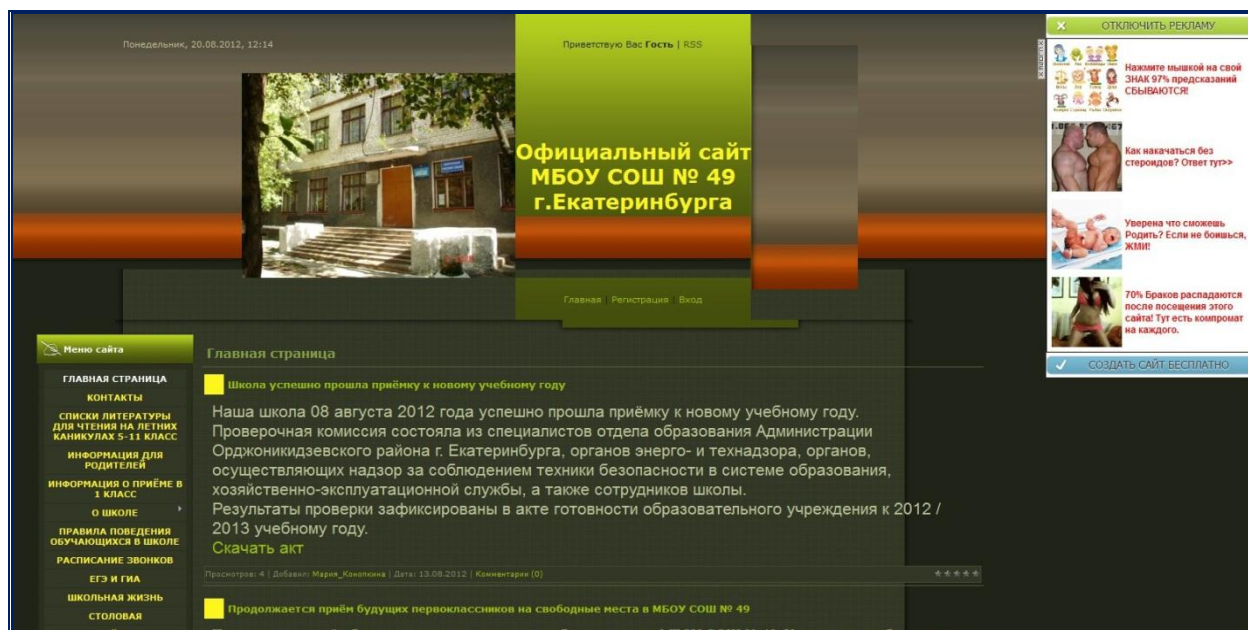 Понедельник, 20.08.2012, 12:14
Приветствую Вас Гость | RSS
Официальный сайт
МБОУ СОШ № 49
г.Екатеринбурга
Главная | Регистрация | Вход
ОТКЛЮЧИТЬ РЕКЛАМУ
Нажмите мышкой на свой
ЗНАК 97% предсказаний
СБЫВАЮТСЯ!
Как накачаться без
стероидов? Ответ тут>>
Уверена что сможешь
Родить? Если не боишься,
ЖМИ!
70% Браков распадаются
после посещения этого
сайта! Тут есть компромат
на каждого.
СОЗДАТЬ САЙТ БЕСПЛАТНО
Меню сайта
ГЛАВНАЯ СТРАНИЦА
КОНТАКТЫ
СПИСКИ ЛИТЕРАТУРЫ
ДЛЯ ЧТЕНИЯ НА ЛЕТНИХ
КАНИКУЛАХ 5-11 КЛАСС
ИНФОРМАЦИЯ ДЛЯ
РОДИТЕЛЕЙ
ИНФОРМАЦИЯ О ПРИЁМЕ В
1 КЛАСС
О ШКОЛЕ
ПРАВИЛА ПОВЕДЕНИЯ
ОБУЧАЮЩИХСЯ В ШКОЛЕ
РАСПИСАНИЕ ЗВОНКОВ
ЕГЭ И ГИА
ШКОЛЬНАЯ ЖИЗНЬ
СТОЛОВАЯ
Главная страница
Школа успешно прошла приёмку к новому учебному году
Наша школа 08 августа 2012 года успешно прошла приёмку к новому учебному году.
Проверочная комиссия состояла из специалистов отдела образования Администрации
Орджоникидзевского района г. Екатеринбурга, органов энерго- и технадзора, органов,
осуществляющих надзор за соблюдением техники безопасности в системе образования,
хозяйственно-эксплуатационной службы, а также сотрудников школы.
Результаты проверки зафиксированы в акте готовности образовательного учреждения к 2012 /
2013 учебному году.
Скачать акт
Просмотров: 4 | Добавил: Мария_Конопкина | Дата: 13.08.2012 | Комментарии (0)
Продолжается приём будущих первоклассников на свободные места в МБОУ СОШ № 49